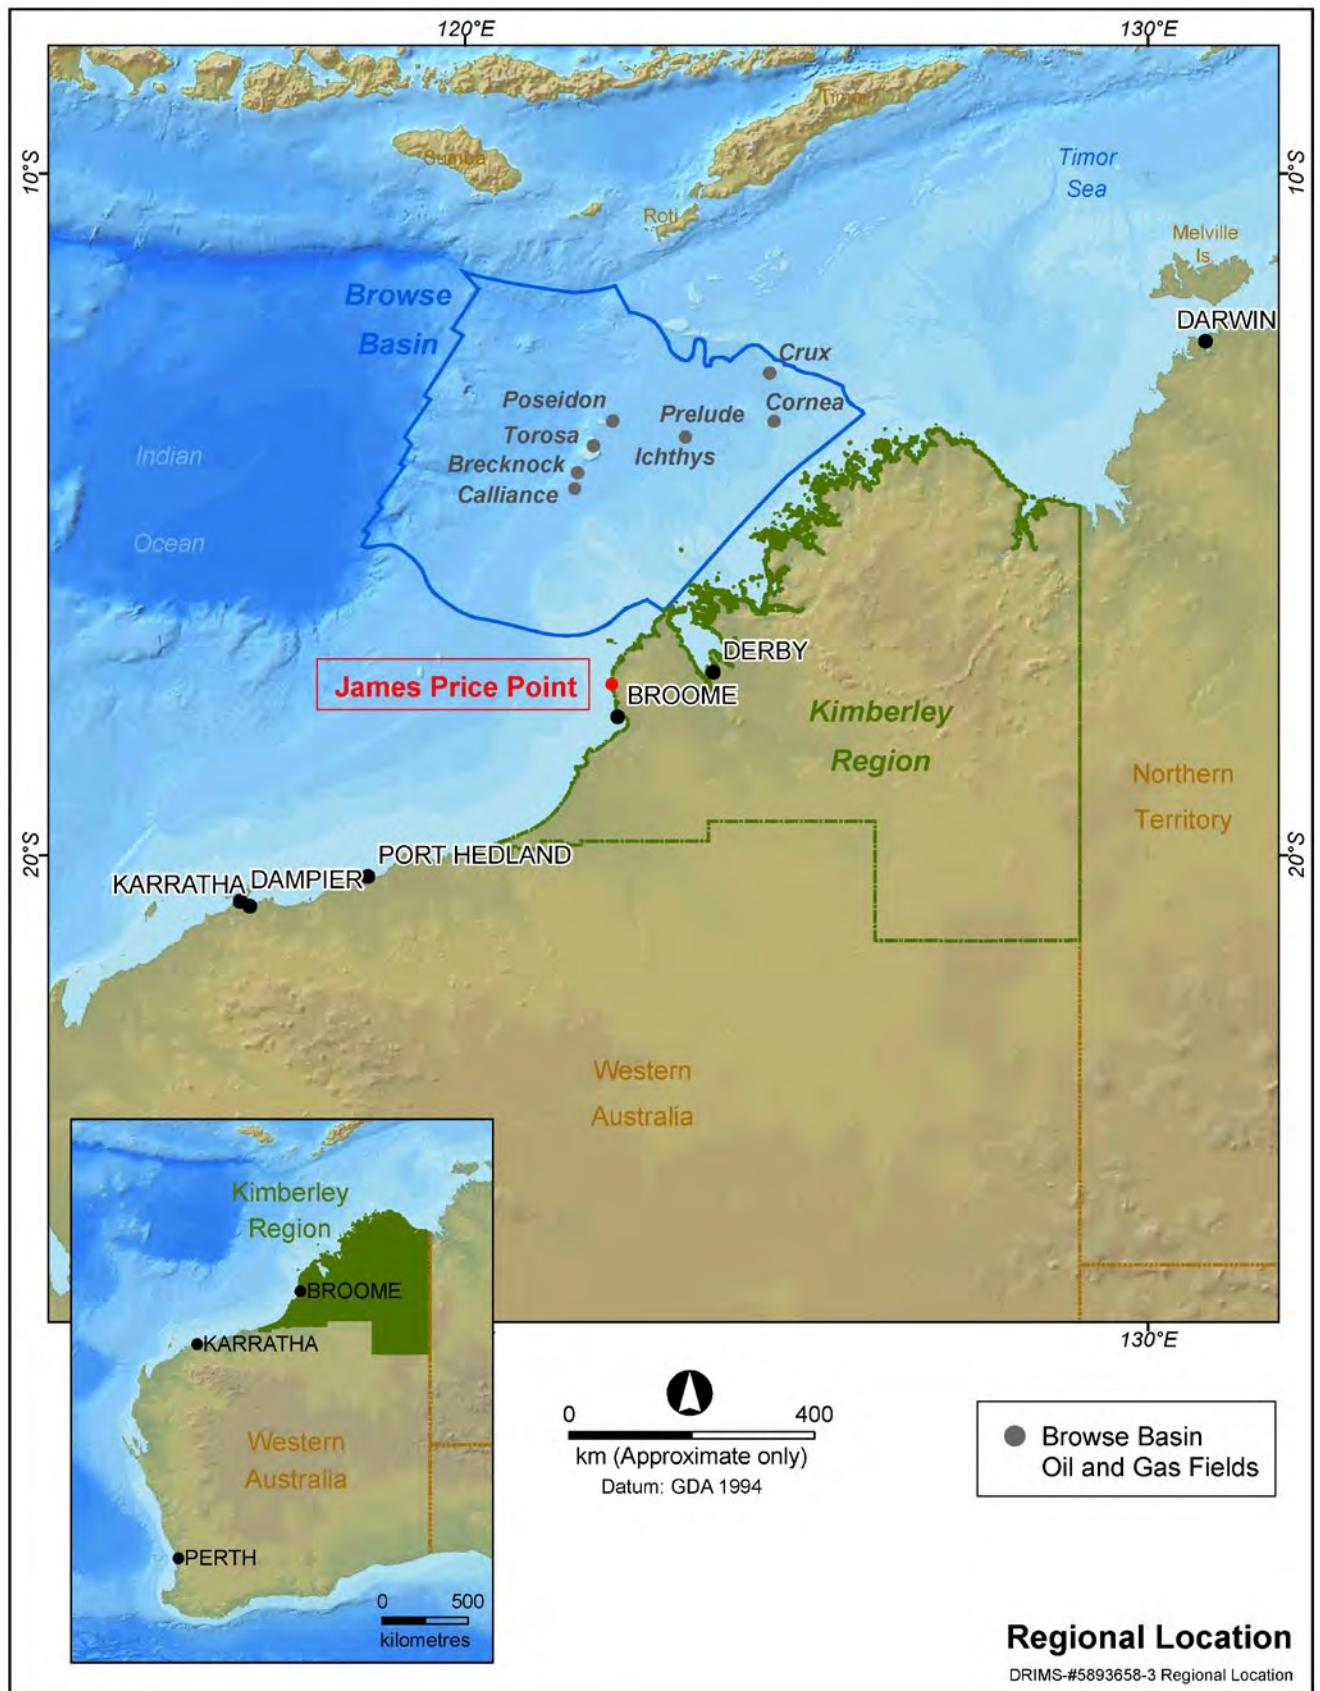 120°E
130°E
10°S
10°S
Timor
Sumba
Timor
Sea
Roti
Melville
Is
Browse
Basin
DARWIN
Crux
Poseidon
Prelude
Cornea
Torosa
Ichthys
Brecknock
Calliance
Indian
Ocean
DERBY
James Price Point
BROOME
Kimberley
Region
Northern
Territory
20°S
20°S
PORT HEDLAND
KARRATHA
DAMPIER
Western
Australia
Kimberley
Region
BROOME
KARRATHA
Western
Australia
PERTH
0 500
kilometres
130°E
0 400
km (Approximate only)
Datum: GDA 1994
Browse Basin
Oil and Gas Fields
Regional Location
DRIMS-#5893658-3 Regional Location